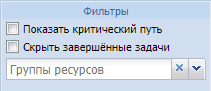 Фильтры
Показать критический путь
Скрыть завершённые задачи
Группы ресурсов